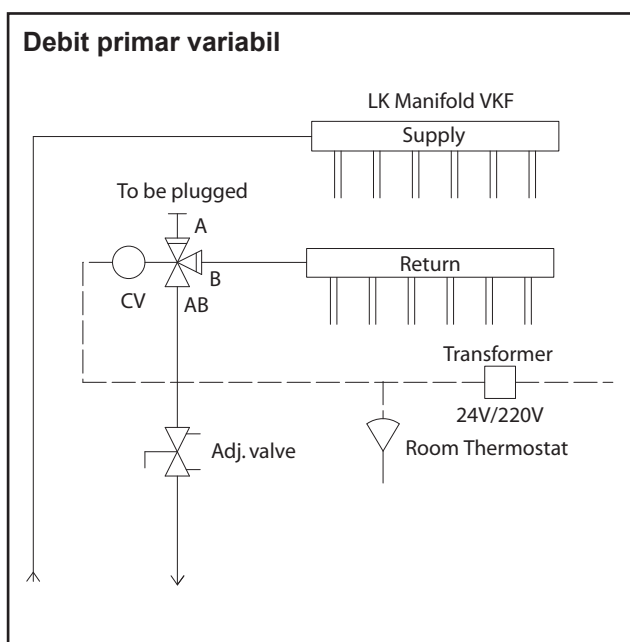 Debit primar variabil
LK Manifold VKF
Supply
To be plugged
A
B
Return
CV
AB
Transformer
24V/220V
Adj. valve
Room Thermostat